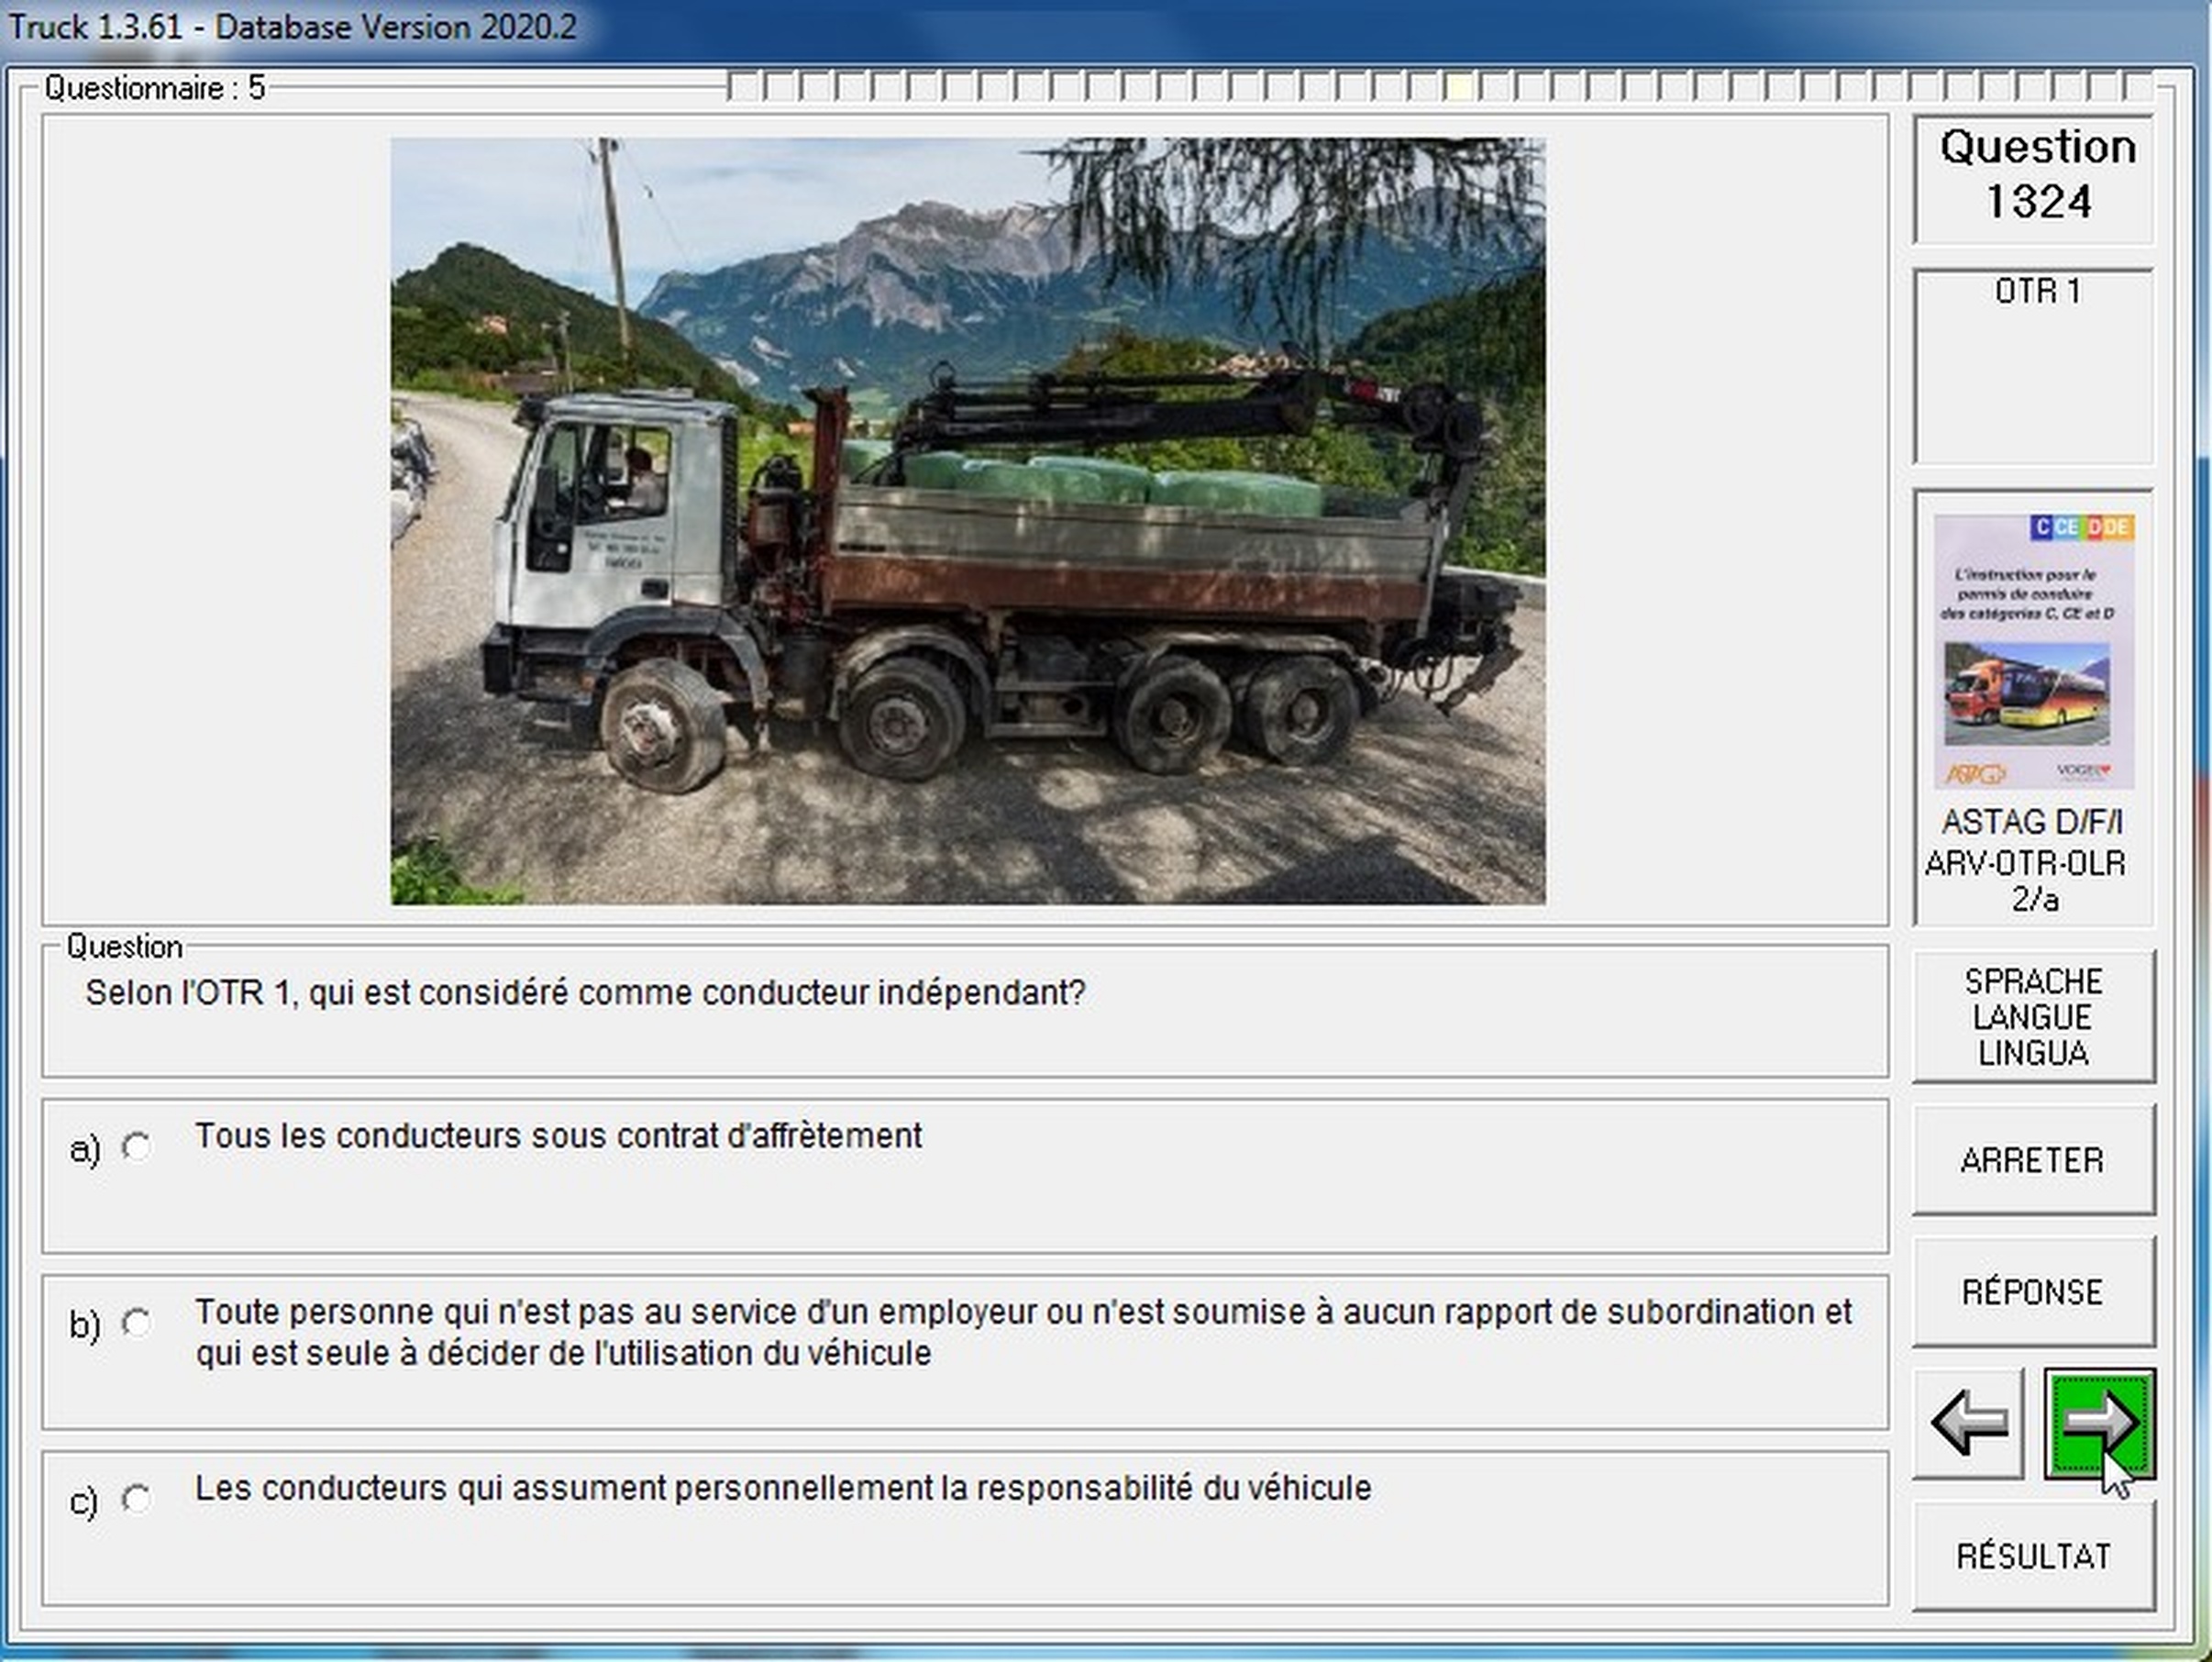 Truck 1.3.61 - Database Version 2020.2
Questionnaire : 5
Question
1324
OTR 1
C CE D DE
L'instruction pour le
permis de conduire
des catégories C, CE et D
ASTAG
VOGEL
ASTAG D/F/I
ARV-OTR-OLR
2/a
Question
Selon l'OTR 1, qui est considéré comme conducteur indépendant?
a) Tous les conducteurs sous contrat d'affrètement
b) Toute personne qui n'est pas au service d'un employeur ou n'est soumise à aucun rapport de subordination et
qui est seule à décider de l'utilisation du véhicule
c) Les conducteurs qui assument personnellement la responsabilité du véhicule
SPRACHE
LANGUE
LINGUA
ARRETER
RÉPONSE
RÉSULTAT